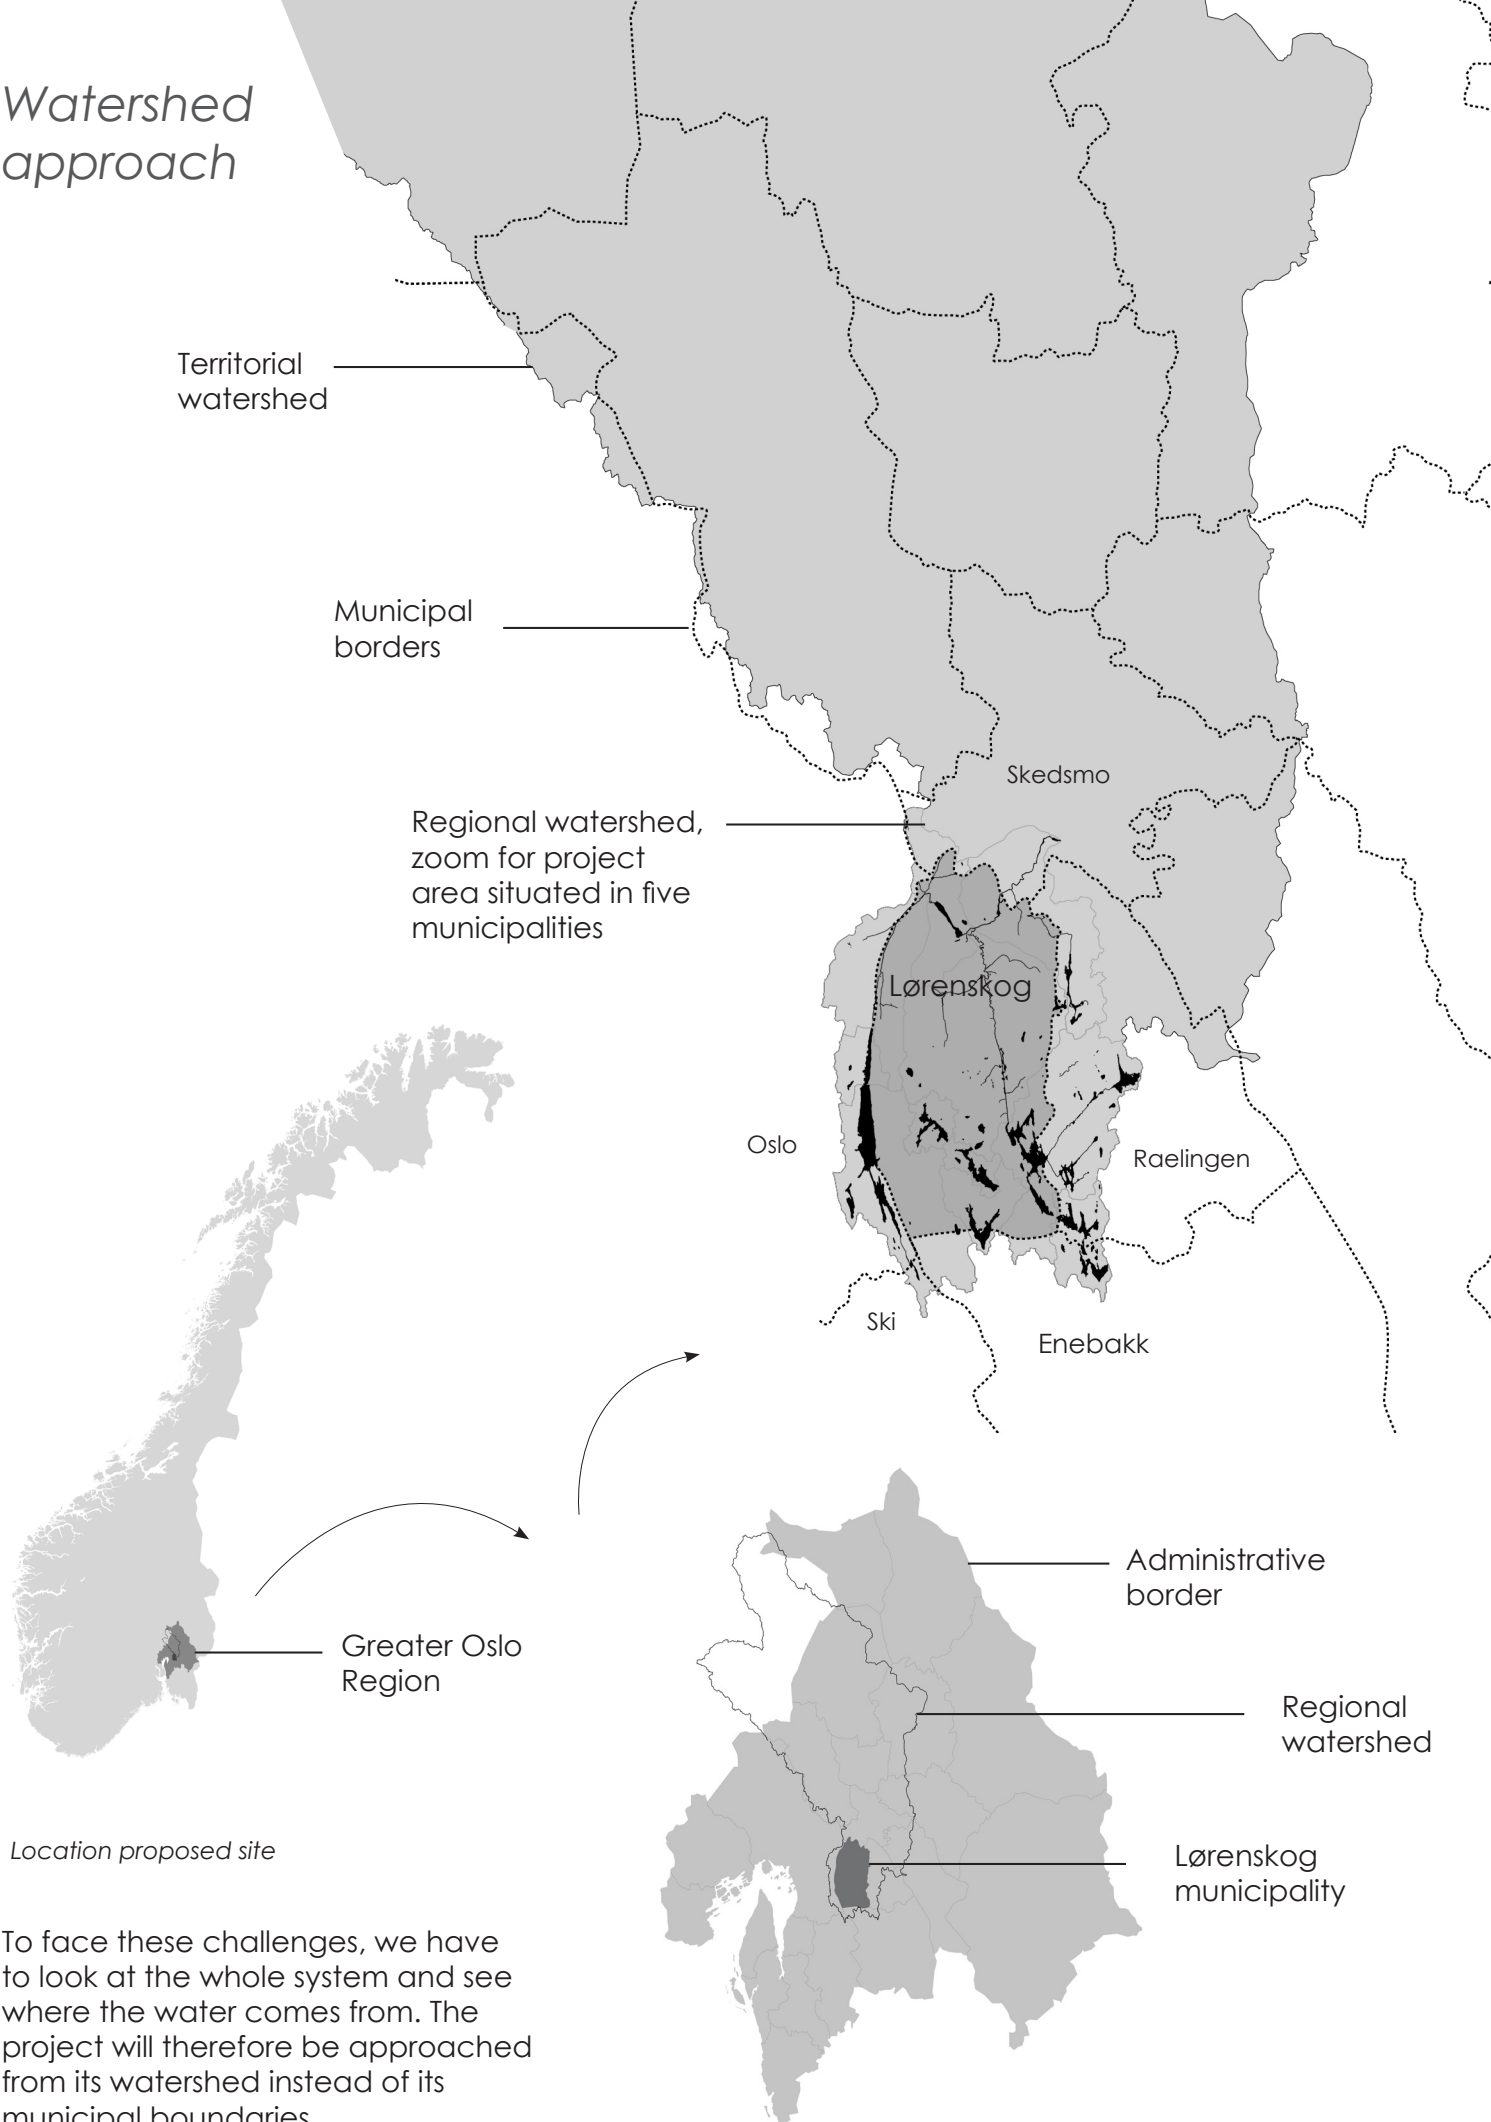 Watershed
approach
Territorial
watershed
Municipal
borders
Skedsmo
Regional watershed,
zoom for project
area situated in five
municipalities
Lørenskog
Oslo
Raelingen
Ski
Enebakk
Administrative
border
Greater Oslo
Region
Regional
watershed
Location proposed site
Lørenskog
municipality
To face these challenges, we have
to look at the whole system and see
where the water comes from. The
project will therefore be approached
from its watershed instead of its
municipal boundaries